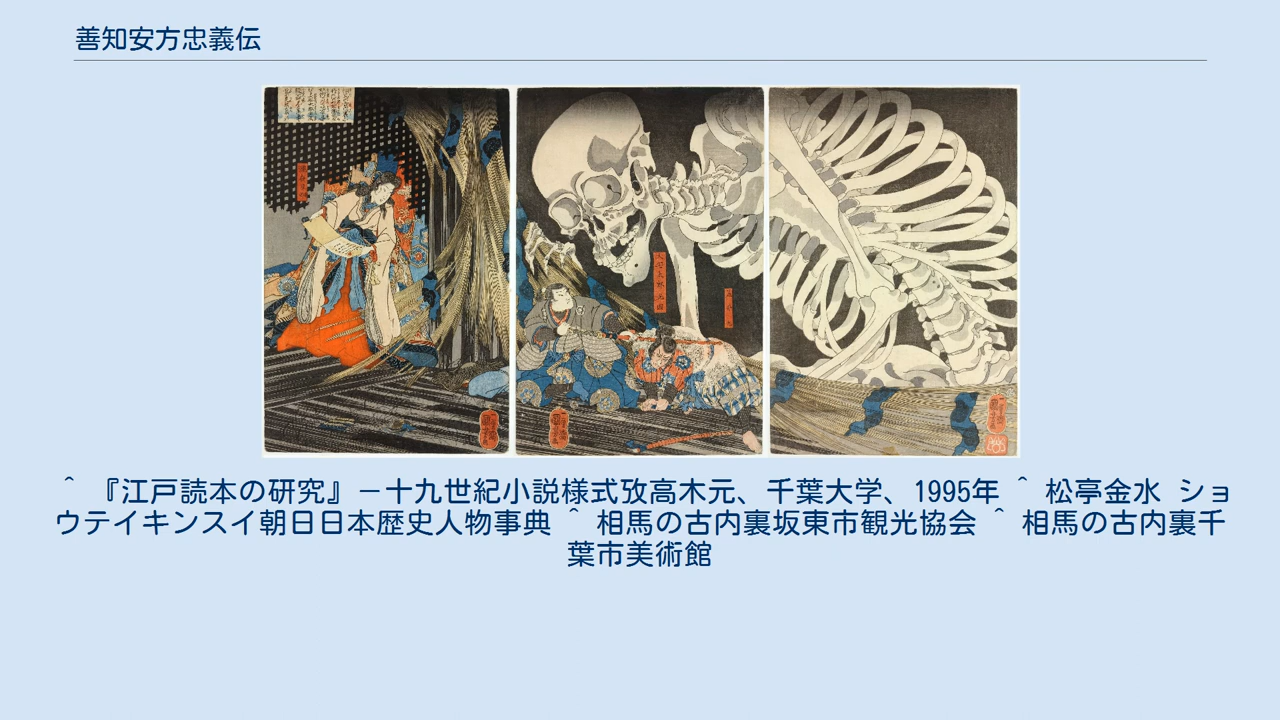 善知安方忠義伝
＾ 『江戸読本の研究』－十九世紀小説様式攷高木元、千葉大学、1995年 ＾ 松亭金水 ショ
ウテイキンスイ朝日日本歴史人物事典 ＾ 相馬の古内裏坂東市観光協会 ＾ 相馬の古内裏千
葉市美術館